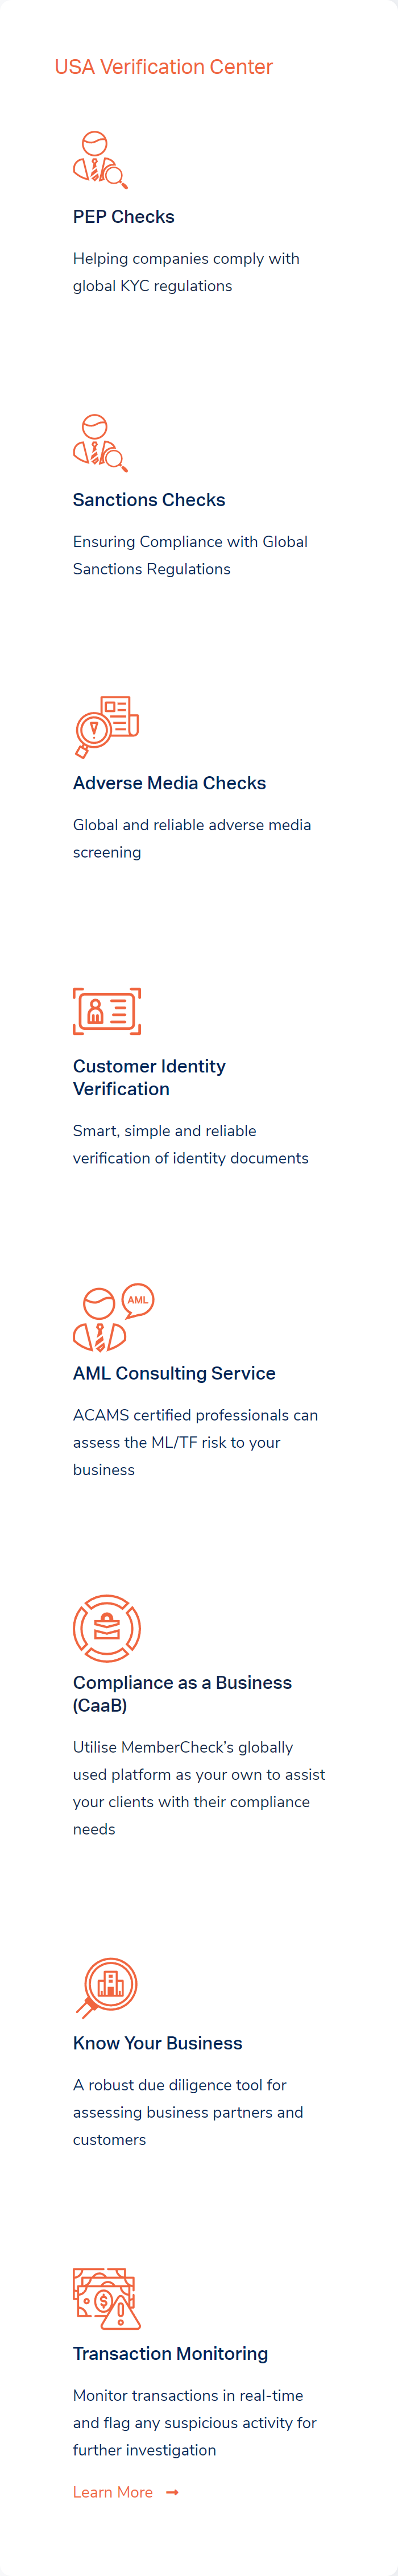 USA Verification Center
PEP Checks
Helping companies comply with
global KYC regulations
Sanctions Checks
Ensuring Compliance with Global
Sanctions Regulations
Adverse Media Checks
Global and reliable adverse media
screening
Customer Identity
Verification
Smart, simple and reliable
verification of identity documents
AML
AML Consulting Service
ACAMS certified professionals can
assess the ML/TF risk to your
business
Compliance as a Business
(CaaB)
Utilise MemberCheck’s globally
used platform as your own to assist
your clients with their compliance
needs
Know Your Business
A robust due diligence tool for
assessing business partners and
customers
Transaction Monitoring
Monitor transactions in real-time
and flag any suspicious activity for
further investigation
Learn More →